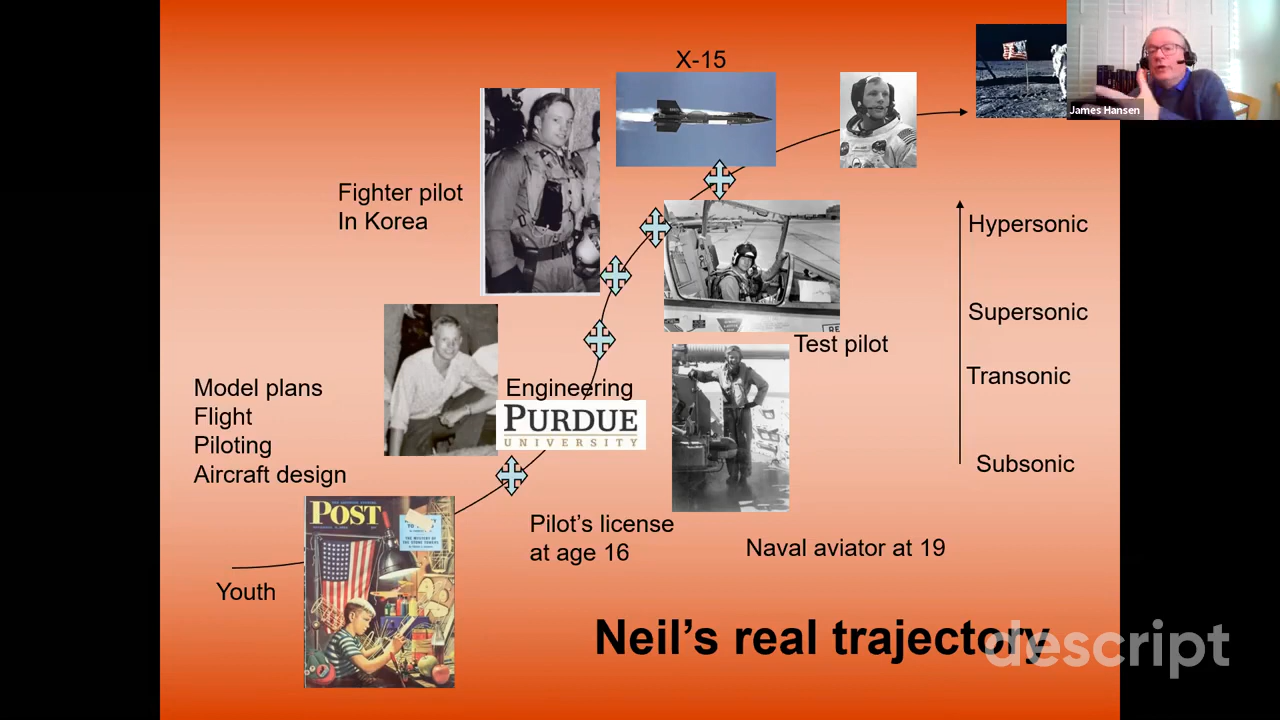 X-15
James Hansen
Fighter pilot
In Korea
Hypersonic
Supersonic
Test pilot
Transonic
Model plans
Flight
Piloting
Aircraft design
Engineering
PURDUE
UNIVERSITY
Subsonic
POST
Pilot's license
at age 16
Naval aviator at 19
Youth
Neil's real trajectory
descript